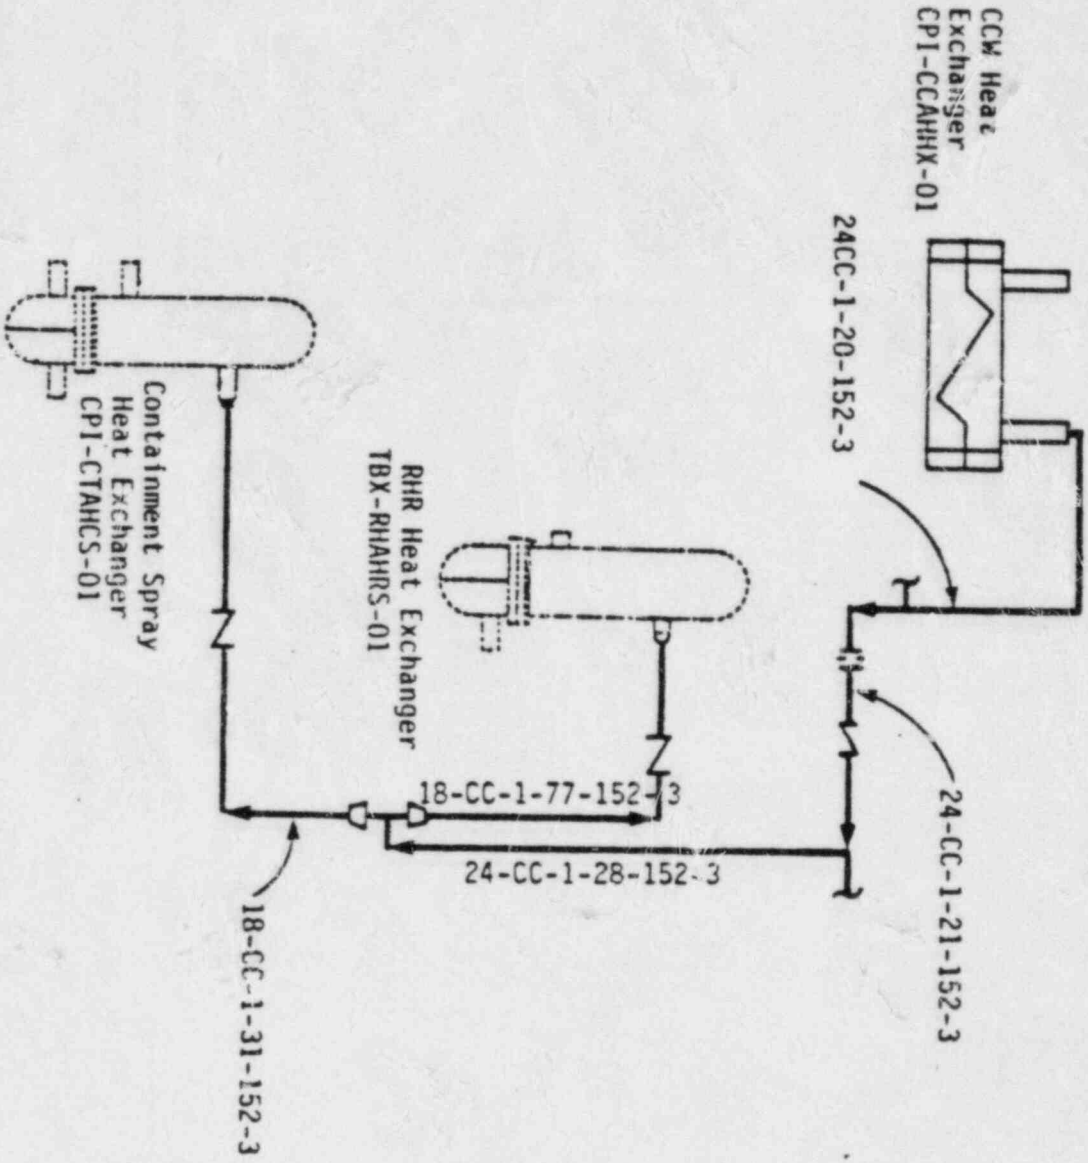 CCW Heat
Exchanger
CPI-CCAHHX-01
24CC-1-20-152-3
24-CC-1-21-152-3
RHR Heat Exchanger
TBX-RHAHRS-01
18-CC-1-77-152-3
24-CC-1-28-152-3
Containment Spray
Heat Exchanger
CPI-CTAHCS-01
18-CC-1-31-152-3